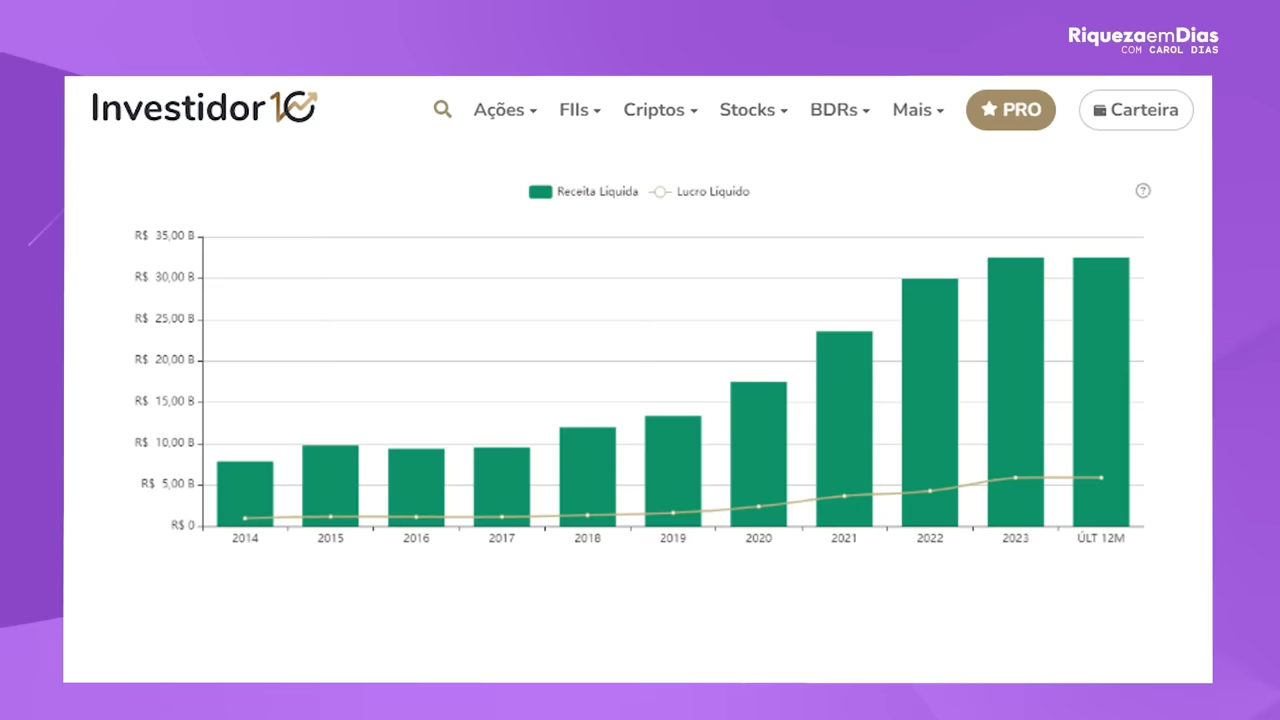 RiquezaemDias
COM CAROL DIAS
Investidor10
Ações
FIIs
Criptos
Stocks
BDRs
Mais
PRO
Carteira
Receita Líquida
Lucro Líquido
?
R$ 35,00 B
R$ 30,00 B
R$ 25,00 B
R$ 20,00 B
R$ 15,00 B
R$ 10,00 B
R$ 5,00 B
R$ 0
2014 2015 2016 2017 2018 2019 2020 2021 2022 2023 ÚLT 12M